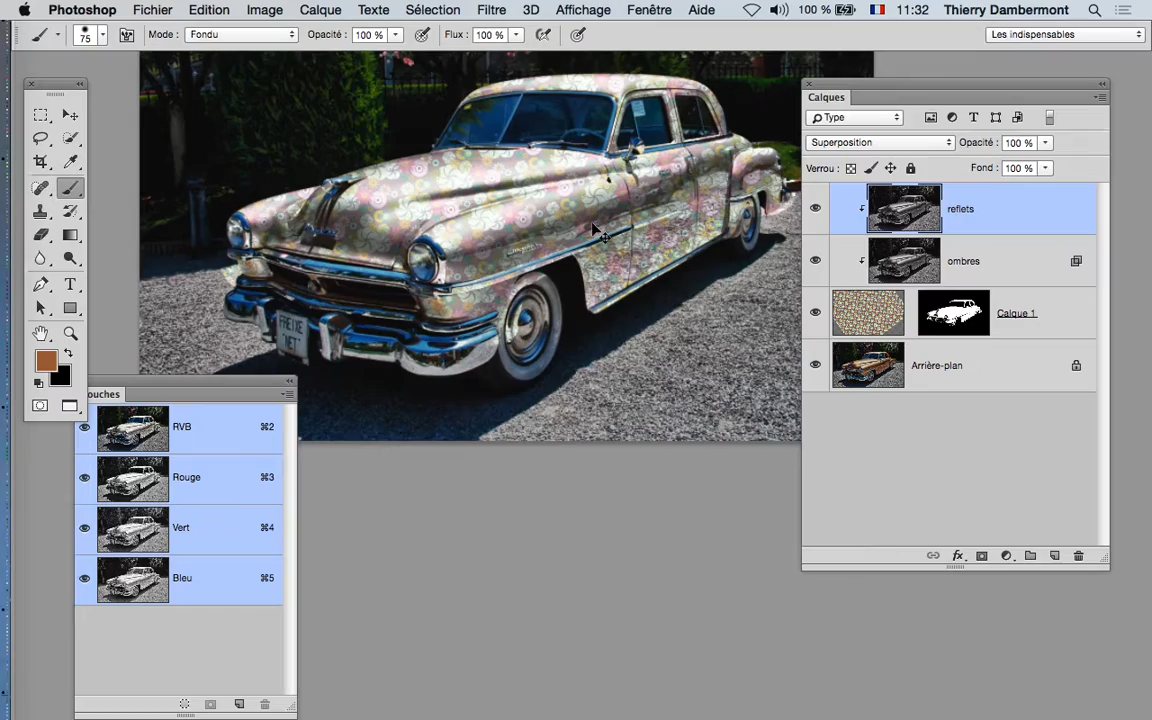 Photoshop Fichier Edition Image Calque Texte Sélection Filtre 3D Affichage Fenêtre Aide 100 % 11:32 Thierry Dambermont
75 Mode : Fondu Opacité : 100 % Flux : 100 % Les indispensables
Calques
Type
Superposition Opacité : 100 %
Verrou : Fond : 100 %
reflets
ombres
Calque 1
Arrière-plan
FREIXE
"NET"
ouches
RVB ⌘2
Rouge ⌘3
Vert ⌘4
Bleu ⌘5